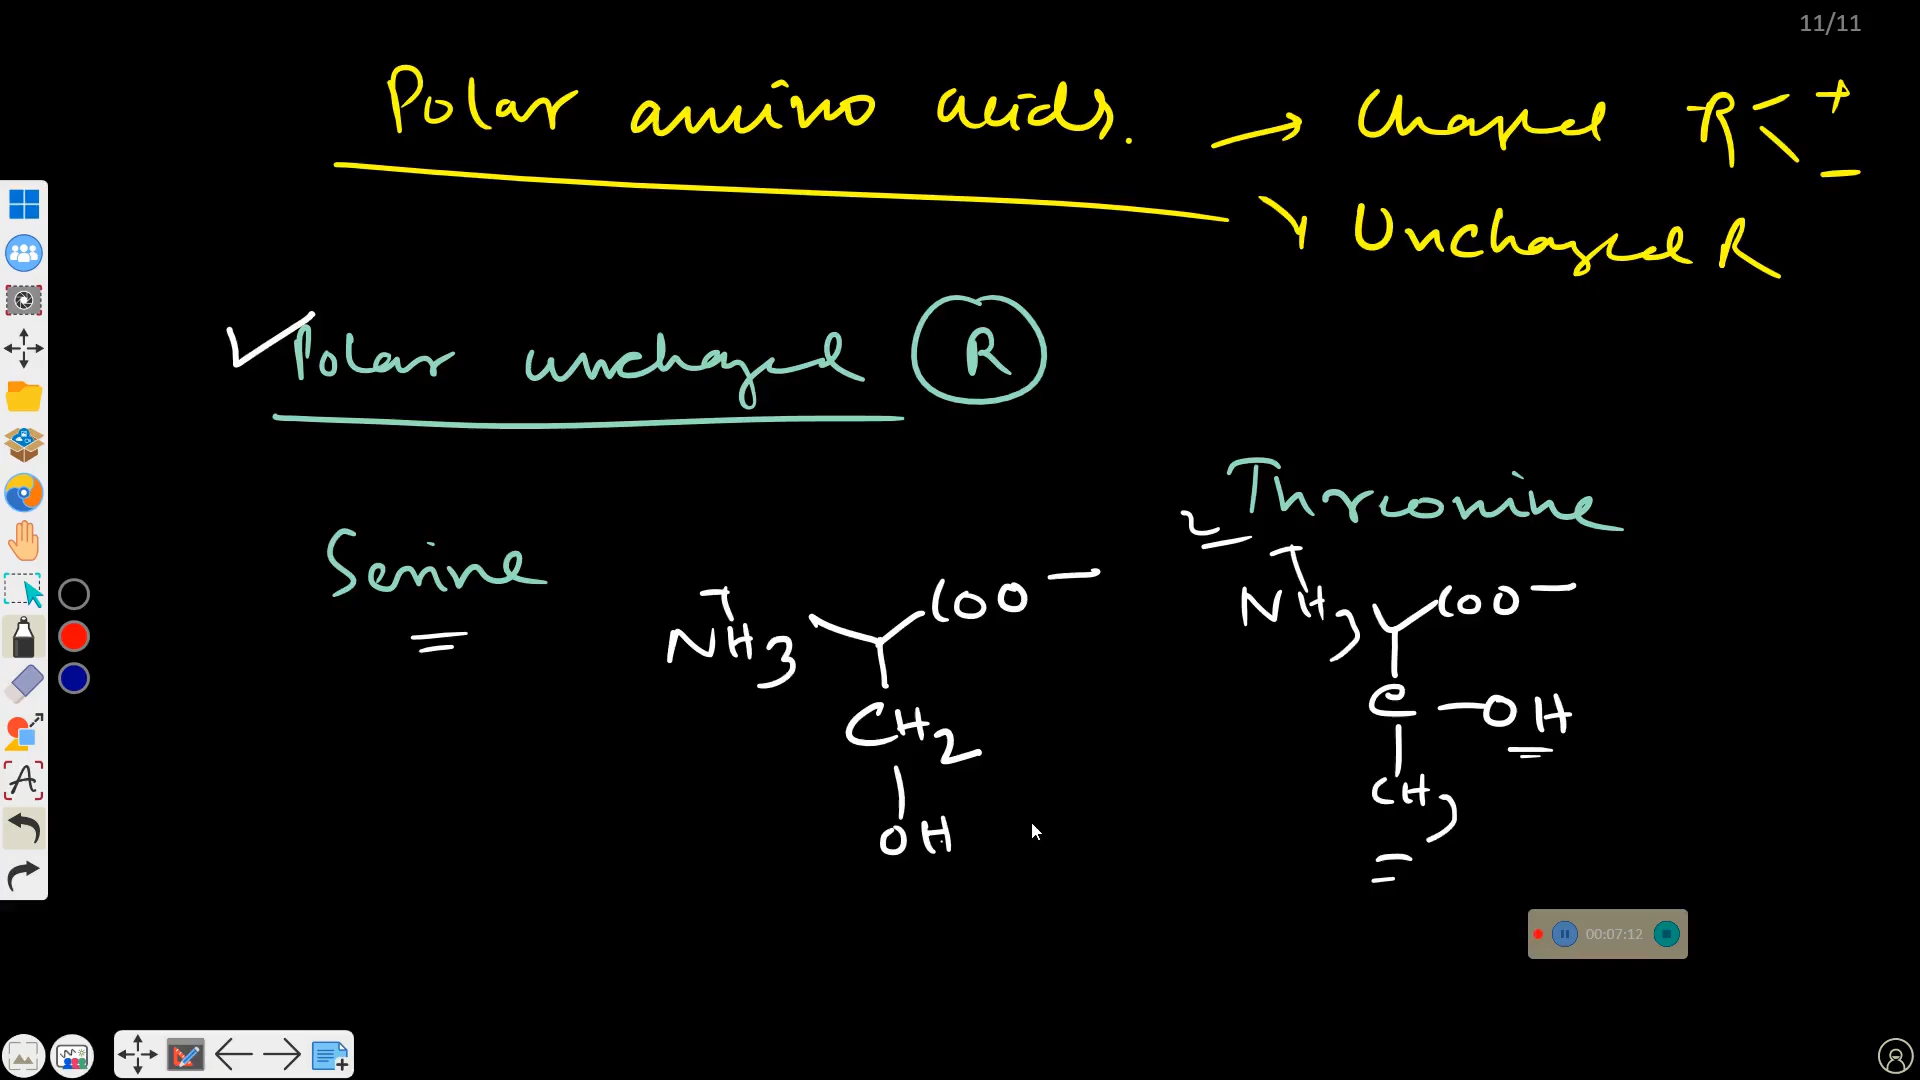 11/11
Polar amino acids. → Charged R < +
−
↘ Uncharged R
✓ Polar uncharged R
2 Threonine
Serine
NH3 COO−
NH3 COO−
CH2
C—OH
OH
CH3
00:07:12